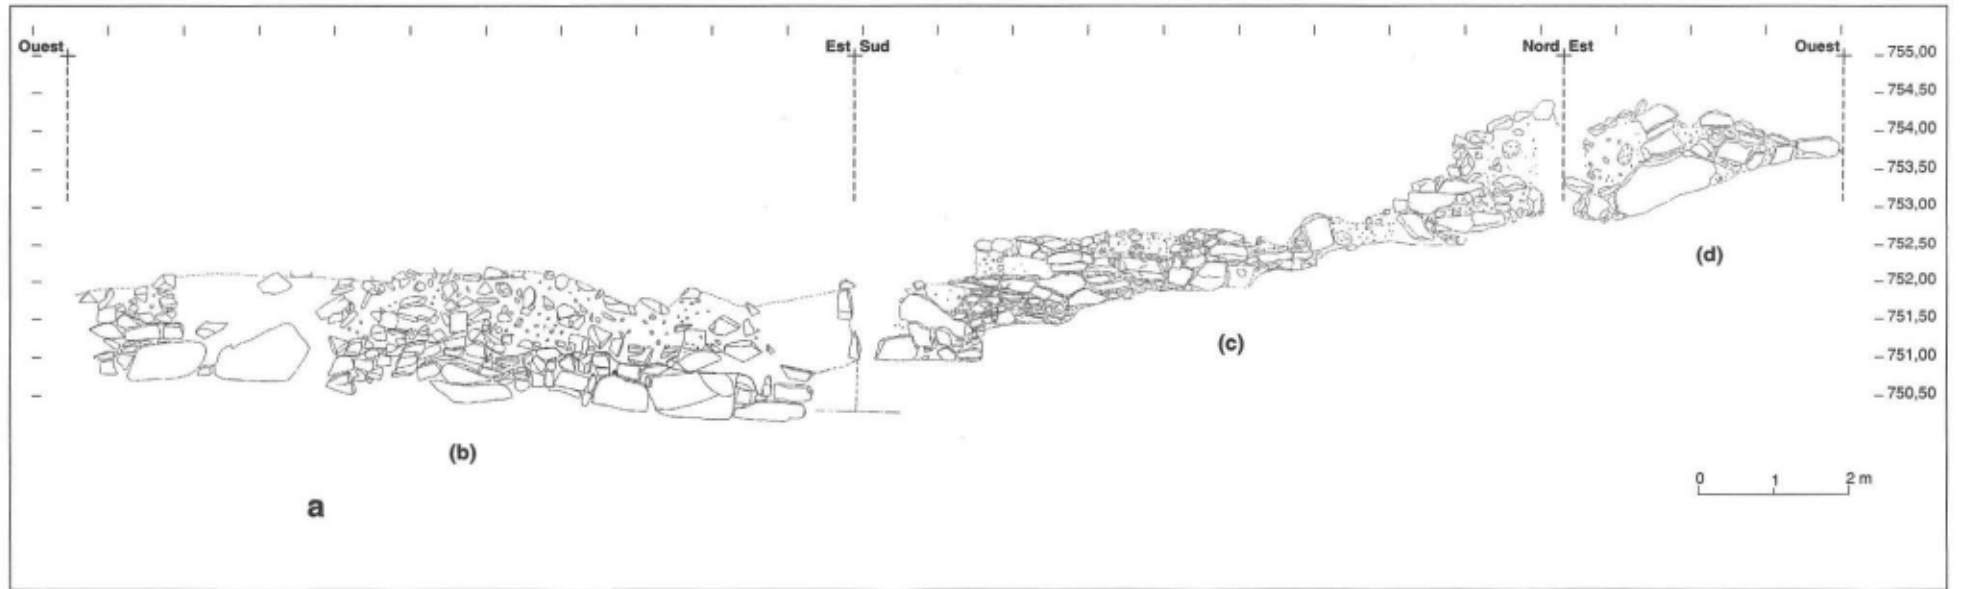 Ouest
Est Sud
Nord Est
Ouest
755,00
754,50
754,00
753,50
753,00
752,50
752,00
751,50
751,00
750,50
(d)
(c)
(b)
a
0 1 2 m